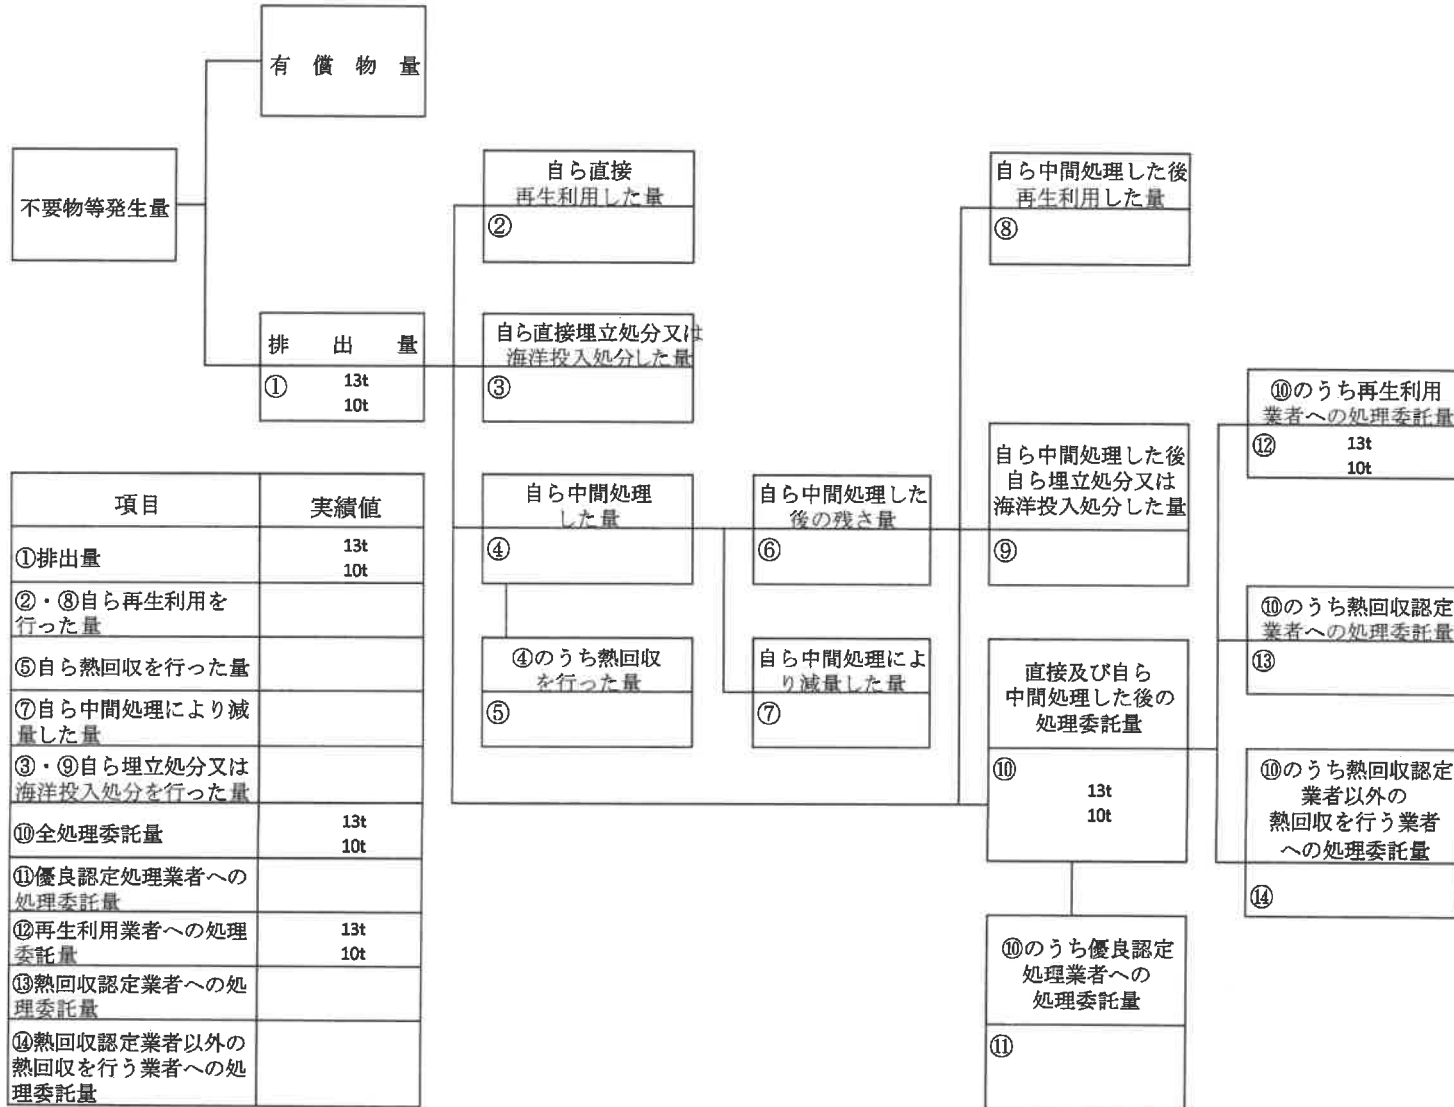 有 償 物 量
不要物等発生量
排 出 量
①
13t
10t
自ら直接
再生利用した量
②
自ら直接埋立処分又は
海洋投入処分した量
③
自ら中間処理
した量
④
④のうち熱回収
を行った量
⑤
自ら中間処理した
後の残さ量
⑥
自ら中間処理によ
り減量した量
⑦
自ら中間処理した後
再生利用した量
⑧
自ら中間処理した後
自ら埋立処分又は
海洋投入処分した量
⑨
直接及び自ら
中間処理した後の
処理委託量
⑩
13t
10t
⑩のうち優良認定
処理業者への
処理委託量
⑪
⑩のうち再生利用
業者への処理委託量
⑫
13t
10t
⑩のうち熱回収認定
業者への処理委託量
⑬
⑩のうち熱回収認定
業者以外の
熱回収を行う業者
への処理委託量
⑭
項目 実績値
①排出量
13t
10t
②・⑧自ら再生利用を
行った量
⑤自ら熱回収を行った量
⑦自ら中間処理により減
量した量
③・⑨自ら埋立処分又は
海洋投入処分を行った量
⑩全処理委託量
13t
10t
⑪優良認定処理業者への
処理委託量
⑫再生利用業者への処理
委託量
13t
10t
⑬熱回収認定業者への処
理委託量
⑭熱回収認定業者以外の
熱回収を行う業者への処
理委託量